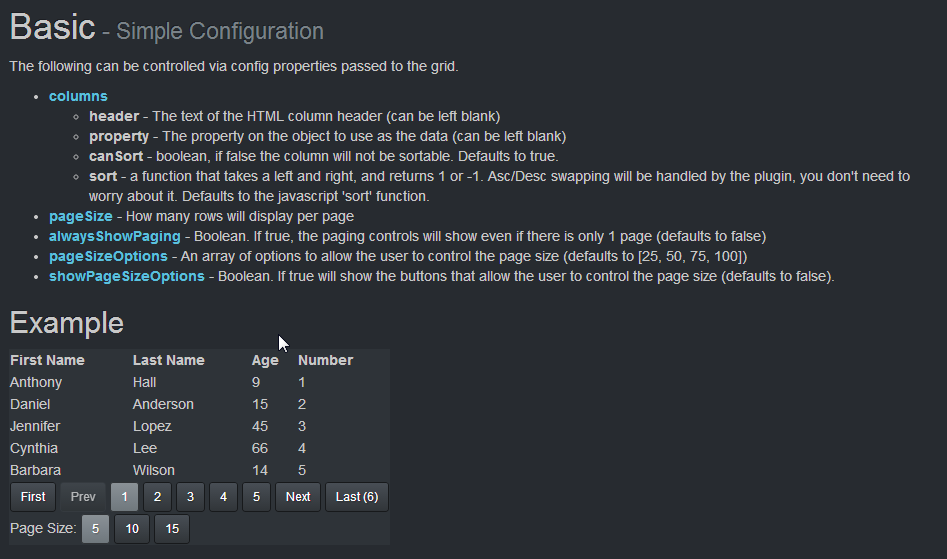 Basic - Simple Configuration
The following can be controlled via config properties passed to the grid.
columns
header - The text of the HTML column header (can be left blank)
property - The property on the object to use as the data (can be left blank)
canSort - boolean, if false the column will not be sortable. Defaults to true.
sort - a function that takes a left and right, and returns 1 or -1. Asc/Desc swapping will be handled by the plugin, you don't need to
worry about it. Defaults to the javascript 'sort' function.
pageSize - How many rows will display per page
alwaysShowPaging - Boolean. If true, the paging controls will show even if there is only 1 page (defaults to false)
pageSizeOptions - An array of options to allow the user to control the page size (defaults to [25, 50, 75, 100])
showPageSizeOptions - Boolean. If true will show the buttons that allow the user to control the page size (defaults to false).
Example
First Name Last Name Age Number
Anthony Hall 9 1
Daniel Anderson 15 2
Jennifer Lopez 45 3
Cynthia Lee 66 4
Barbara Wilson 14 5
First Prev 1 2 3 4 5 Next Last (6)
Page Size: 5 10 15